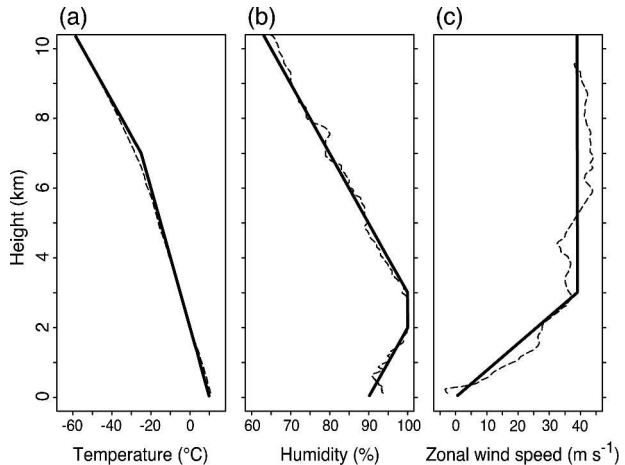 (a) (b) (c)
10
8
6
4
2
0
Height (km)
-60 -40 -20 0
60 70 80 90 100
0 10 20 30 40
Temperature (°C)
Humidity (%)
Zonal wind speed (m s⁻¹)